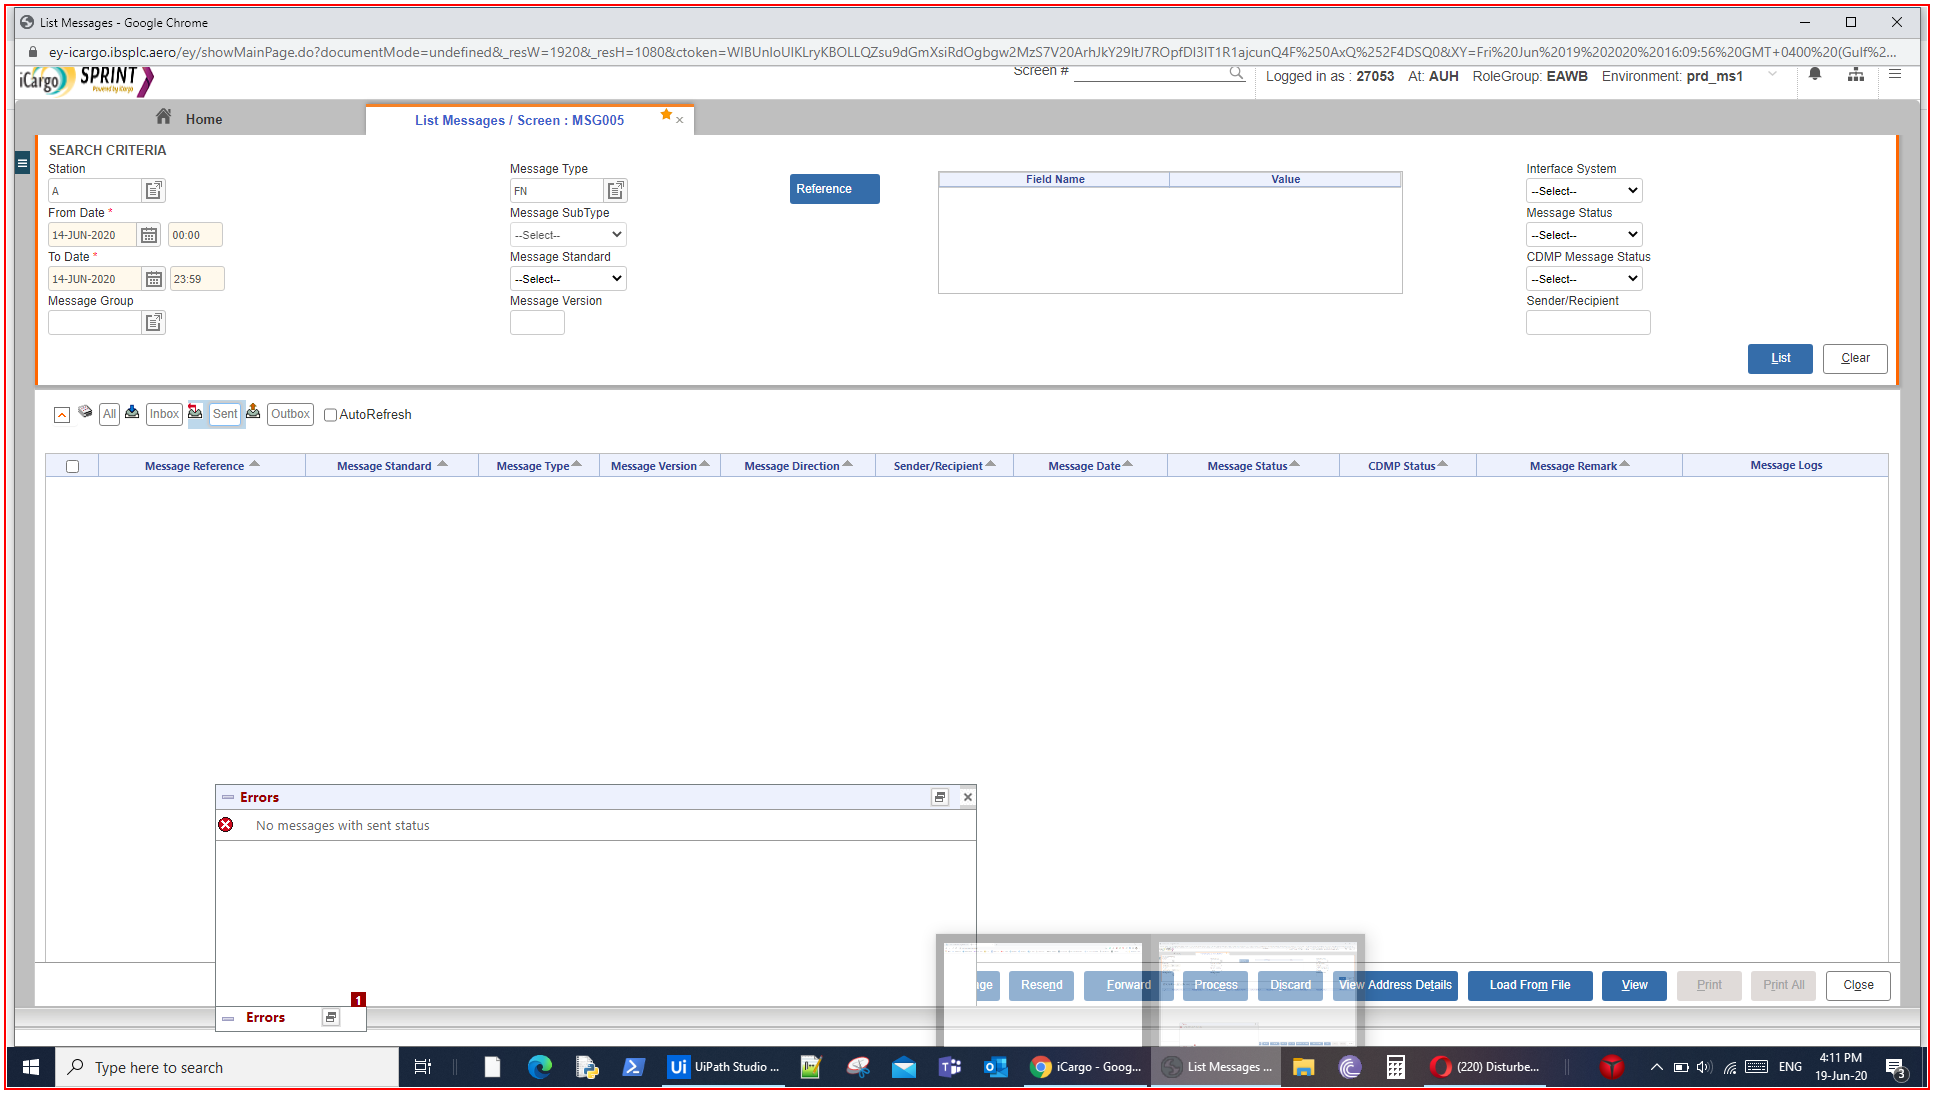 List Messages - Google Chrome
ey-icargo.ibsplc.aero/ey/showMainPage.do?documentMode=undefined&_resW=1920&_resH=1080&ctoken=WIBUnIoUIKLryKBOLLQZsu9dGmXsiRdOgbgw2MzS7V20ArhJkY29ItJ7ROpfDI3IT1R1ajcunQ4F%250AxQ%252F4DSQ0&XY=Fri%20Jun%2019%202020%2016:09:56%20GMT+0400%20(Gulf%2...
iCargo SPRINT Powered by iCargo
Screen # Logged in as : 27053 At: AUH RoleGroup: EAWB Environment: prd_ms1
Home List Messages / Screen : MSG005
SEARCH CRITERIA
Station Message Type Interface System
A FN Reference Field Name Value --Select--
From Date * Message SubType Message Status
14-JUN-2020 00:00 --Select-- --Select--
To Date * Message Standard CDMP Message Status
14-JUN-2020 23:59 --Select-- --Select--
Message Group Message Version Sender/Recipient
List Clear
All Inbox Sent Outbox AutoRefresh
Message Reference Message Standard Message Type Message Version Message Direction Sender/Recipient Message Date Message Status CDMP Status Message Remark Message Logs
Errors
No messages with sent status
age Resend Forward Process Discard View Address Details Load From File View Print Print All Close
1
Errors
Type here to search
UiPath Studio ...
iCargo - Goog...
List Messages ...
(220) Disturbe...
ENG
4:11 PM
19-Jun-20
3